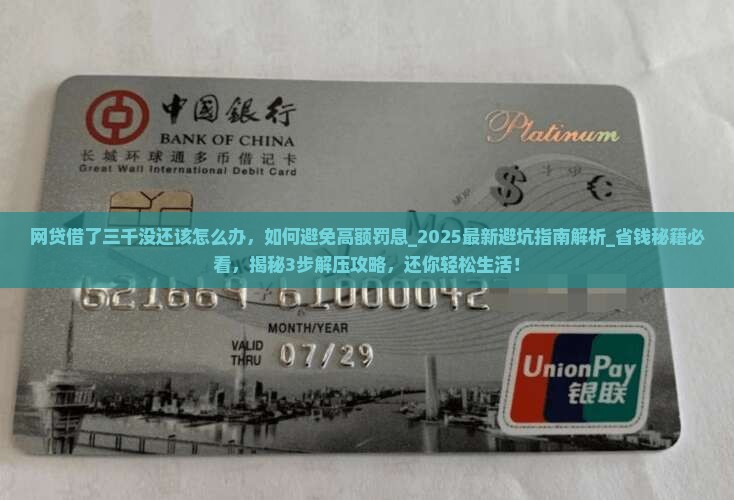 中国银行
BANK OF CHINA
长城环球通多币借记卡
Great Wall International Debit Card
Platinum
网贷借了三千没还该怎么办，如何避免高额罚息_2025最新避坑指南解析_省钱秘籍必
看，揭秘3步解压攻略，还你轻松生活！
MONTH/YEAR
VALID
THRU
07/29
UnionPay
银联